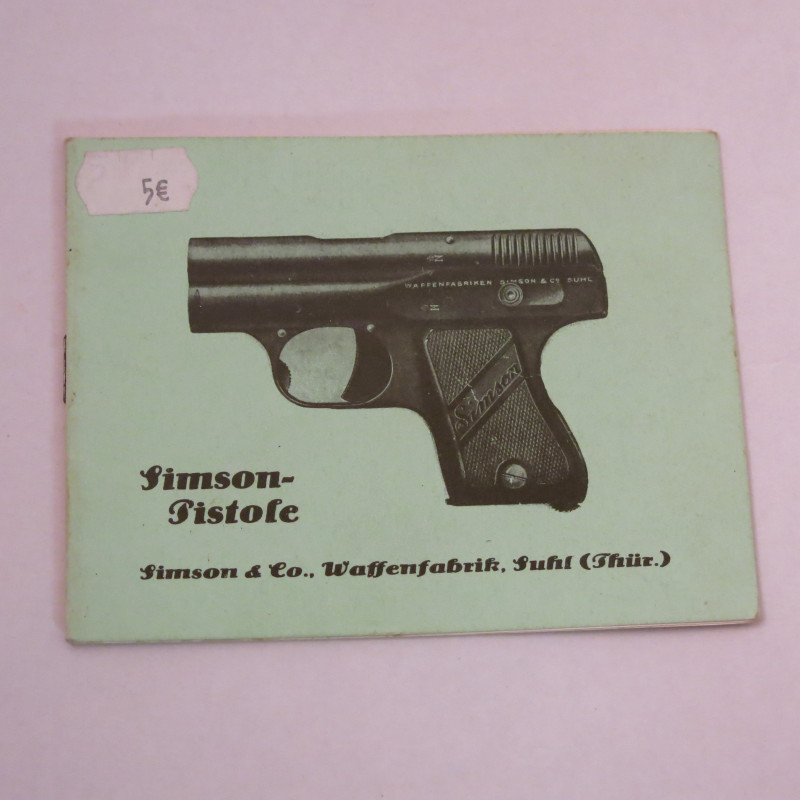 5€
WAFFENFABRIKEN SIMSON & CO SUHL
Simson
Simson-
Pistole
Simson & Co., Waffenfabrik, Suhl (Thür.)